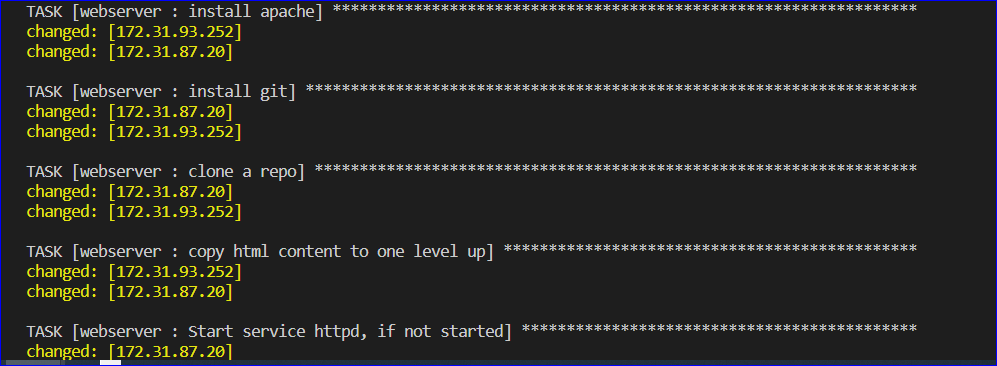 TASK [webserver : install apache] *****************************************************************
changed: [172.31.93.252]
changed: [172.31.87.20]
TASK [webserver : install git] ********************************************************************
changed: [172.31.87.20]
changed: [172.31.93.252]
TASK [webserver : clone a repo] *******************************************************************
changed: [172.31.87.20]
changed: [172.31.93.252]
TASK [webserver : copy html content to one level up] **********************************************
changed: [172.31.93.252]
changed: [172.31.87.20]
TASK [webserver : Start service httpd, if not started] ********************************************
changed: [172.31.87.20]